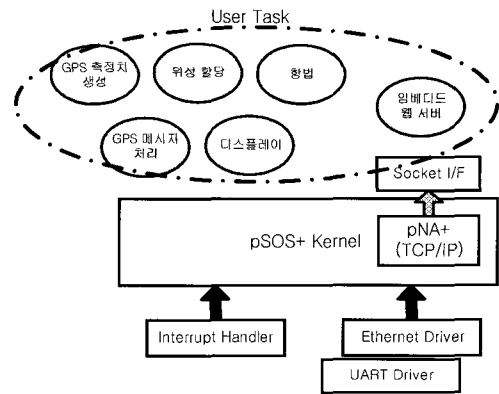 User Task
GPS 측정치
생성
위성 할당
항법
임베디드
웹 서버
GPS 메시지
처리
디스플레이
Socket I/F
pSOS+ Kernel
pNA+
(TCP/IP)
Interrupt Handler
Ethernet Driver
UART Driver